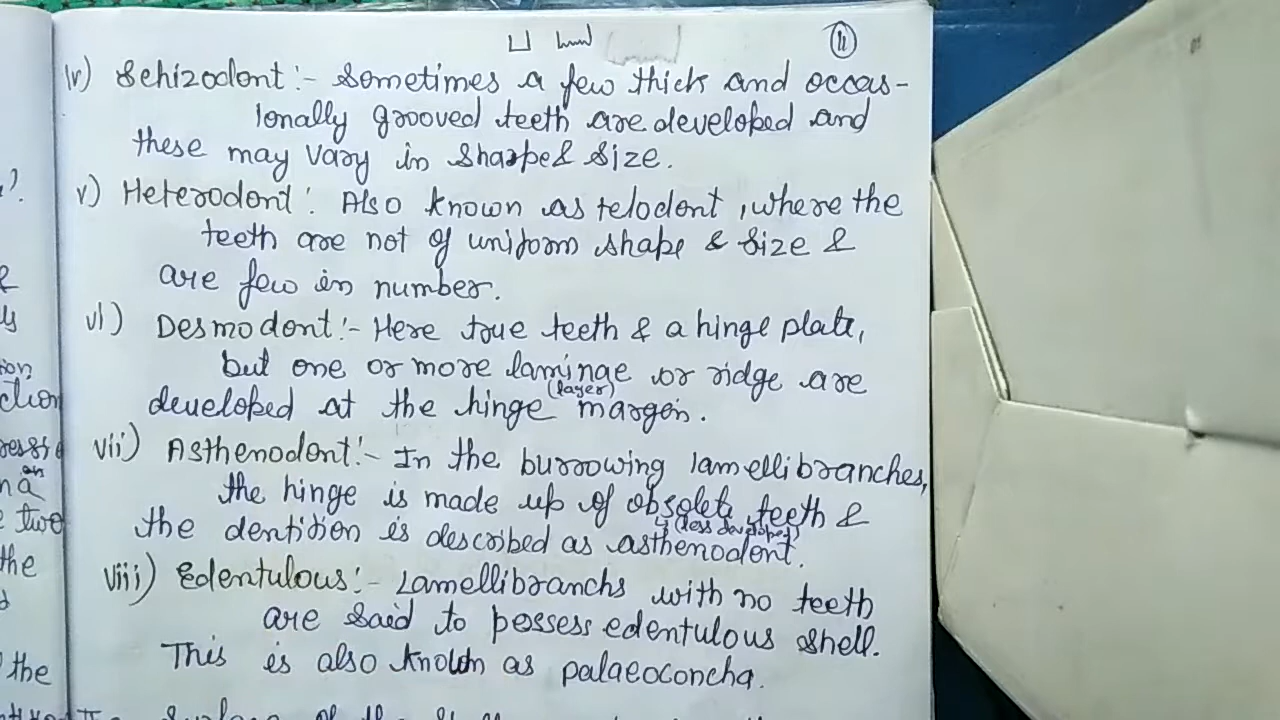 11
iv) Schizodont :- Sometimes a few thick and occas-
ionally grooved teeth are developed and
these may vary in shape & size.
v) Heterodont : Also known as telodont, where the
teeth are not of uniform shape & size &
are few in number.
vi) Desmodont :- Here true teeth & a hinge plate,
but one or more laminae or ridge are
(layer)
developed at the hinge margin.
vii) Asthenodont :- In the burrowing lamellibranches,
the hinge is made up of obsolete teeth &
(less developed)
the dentition is described as asthenodont.
viii) Edentulous :- Lamellibranchs with no teeth
are said to possess edentulous shell.
This is also known as palaeoconcha.
the
two
the
the